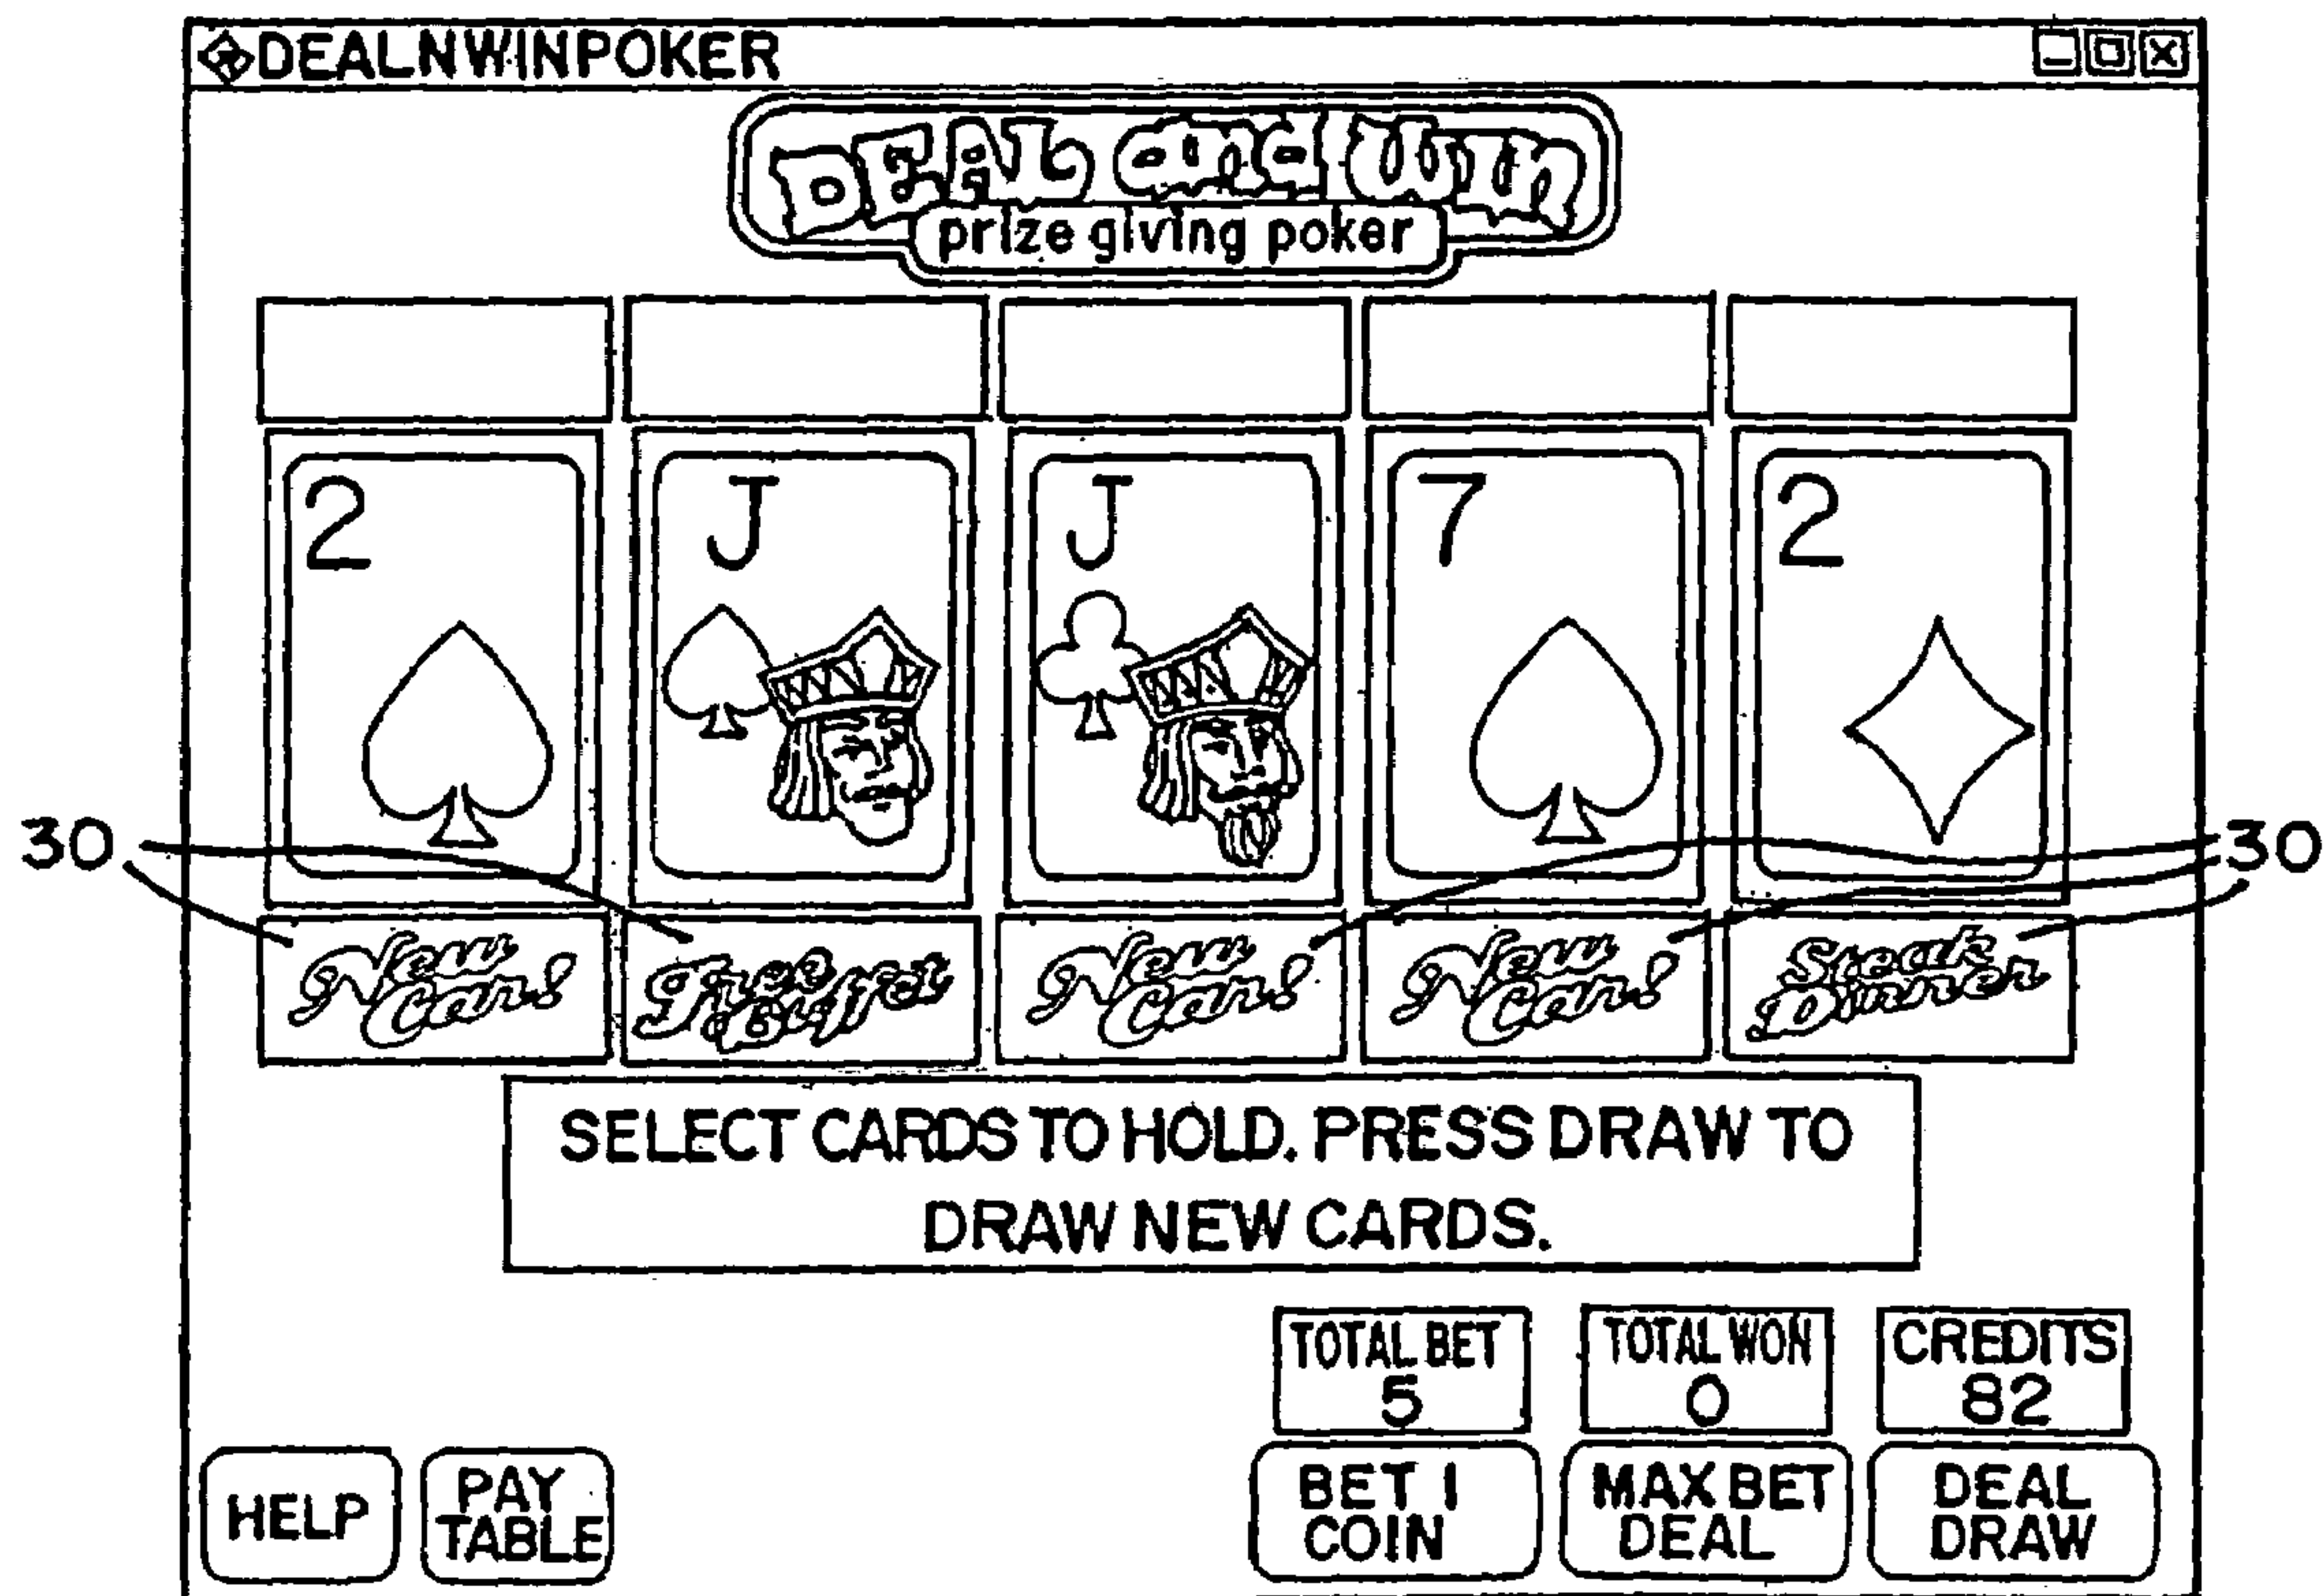 DEALNWINPOKER
DEAL and Win
prize giving poker
2 J J 7 2
30 30
New Car! Free Buffet New Car! New Car! Steak Dinner
SELECT CARDS TO HOLD. PRESS DRAW TO
DRAW NEW CARDS.
TOTAL BET TOTAL WON CREDITS
5 0 82
HELP PAY TABLE BET 1 COIN MAX BET DEAL DEAL DRAW